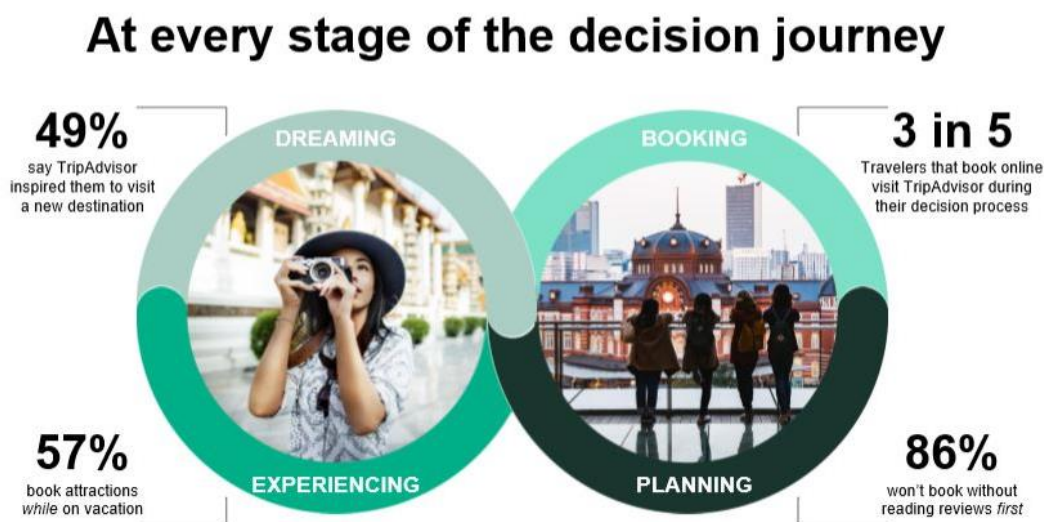 At every stage of the decision journey
49%
say TripAdvisor
inspired them to visit
a new destination
DREAMING
BOOKING
3 in 5
Travelers that book online
visit TripAdvisor during
their decision process
57%
book attractions
while on vacation
EXPERIENCING
PLANNING
86%
won't book without
reading reviews first